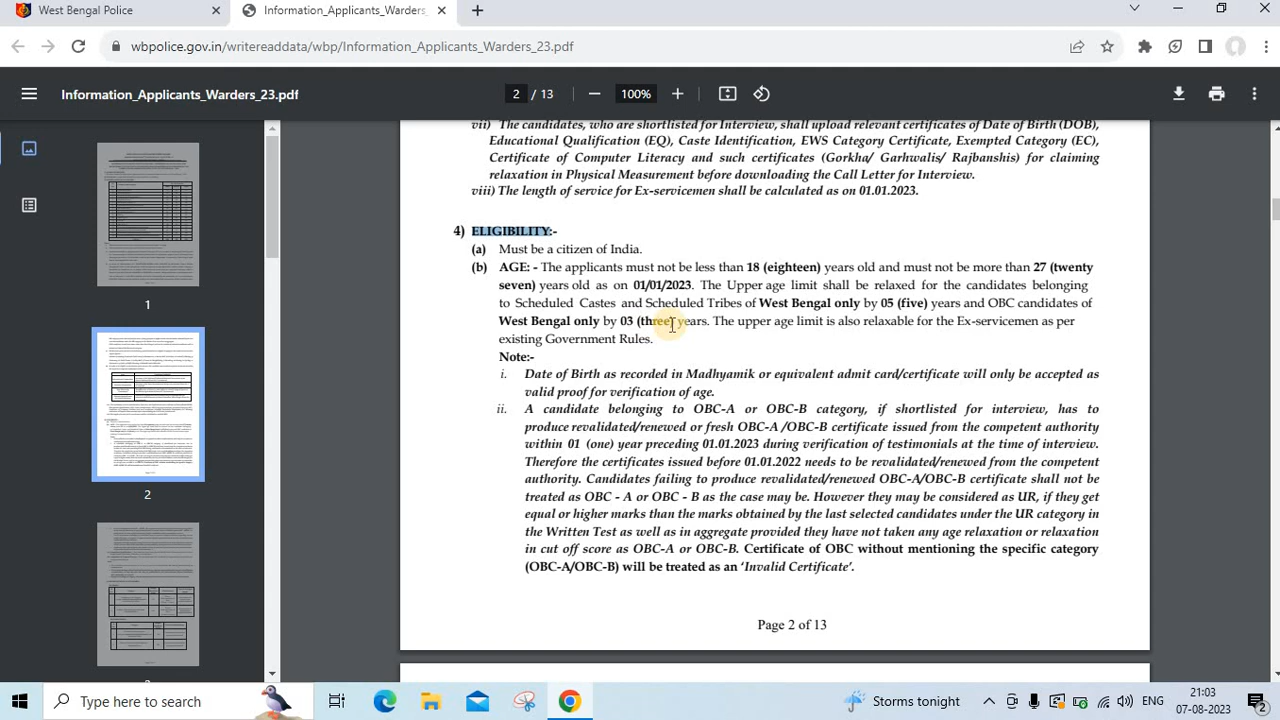 West Bengal Police
Information_Applicants_Warders_
wbpolice.gov.in/writereaddata/wbp/Information_Applicants_Warders_23.pdf
Information_Applicants_Warders_23.pdf
2 / 13
100%
vii) The candidates, who are shortlisted for Interview, shall upload relevant certificates of Date of Birth (DOB),
Educational Qualification (EQ), Caste Identification, EWS Category Certificate, Exempted Category (EC),
Certificate of Computer Literacy and such certificates (Gorkha/ Garhwalis/ Rajbanshis) for claiming
relaxation in Physical Measurement before downloading the Call Letter for Interview.
viii) The length of service for Ex-servicemen shall be calculated as on 01.01.2023.
4) ELIGIBILITY:-
(a) Must be a citizen of India.
(b) AGE: - The applicants must not be less than 18 (eighteen) years old and must not be more than 27 (twenty
seven) years old as on 01/01/2023. The Upper age limit shall be relaxed for the candidates belonging
to Scheduled Castes and Scheduled Tribes of West Bengal only by 05 (five) years and OBC candidates of
West Bengal only by 03 (three) years. The upper age limit is also relaxable for the Ex-servicemen as per
existing Government Rules.
Note:-
i. Date of Birth as recorded in Madhyamik or equivalent admit card/certificate will only be accepted as
valid proof for verification of age.
ii. A candidate belonging to OBC-A or OBC-B category, if shortlisted for interview, has to
produce revalidated/renewed or fresh OBC-A /OBC-B certificate issued from the competent authority
within 01 (one) year preceding 01.01.2023 during verification of testimonials at the time of interview.
Therefore the certificates issued before 01.01.2022 needs to be revalidated/renewed from the competent
authority. Candidates failing to produce revalidated/renewed OBC-A/OBC-B certificate shall not be
treated as OBC - A or OBC - B as the case may be. However they may be considered as UR, if they get
equal or higher marks than the marks obtained by the last selected candidates under the UR category in
the Written Test as well as in aggregate provided they have not taken any age relaxation or relaxation
in cut off score as OBC-A or OBC-B. Certificate of OBC without mentioning the specific category
(OBC-A/OBC-B) will be treated as an ‘Invalid Certificate’.
Page 2 of 13
1
2
Type here to search
Storms tonight
ENG
21:03
07-08-2023
2